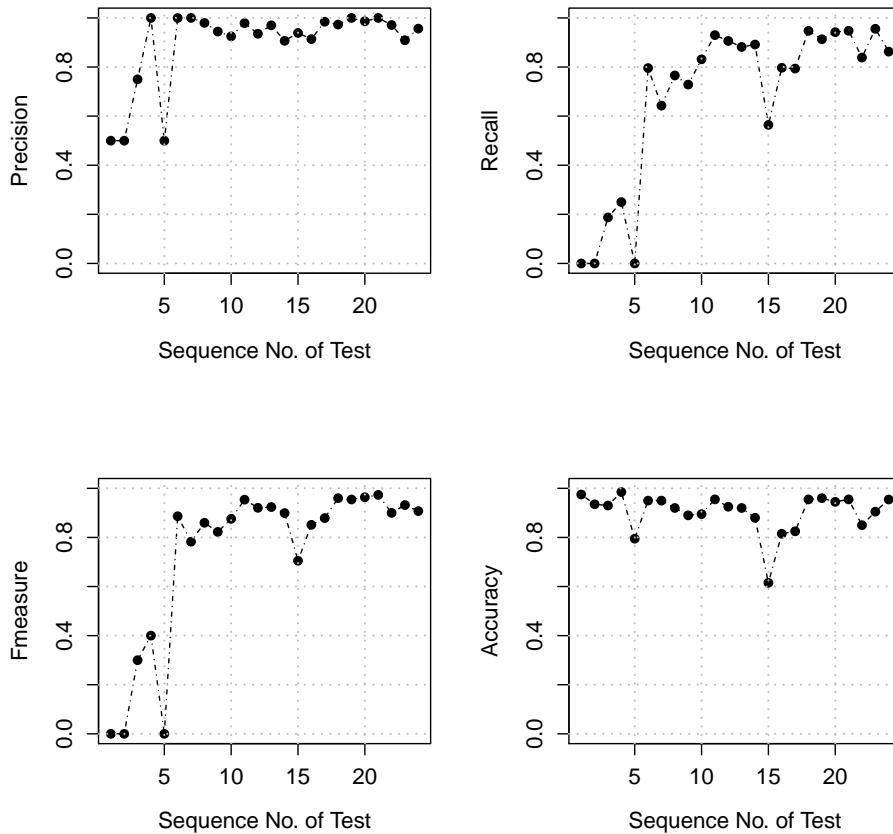 Precision
0.0 0.4 0.8
5 10 15 20
Sequence No. of Test
Recall
0.0 0.4 0.8
5 10 15 20
Sequence No. of Test
Fmeasure
0.0 0.4 0.8
5 10 15 20
Sequence No. of Test
Accuracy
0.0 0.4 0.8
5 10 15 20
Sequence No. of Test